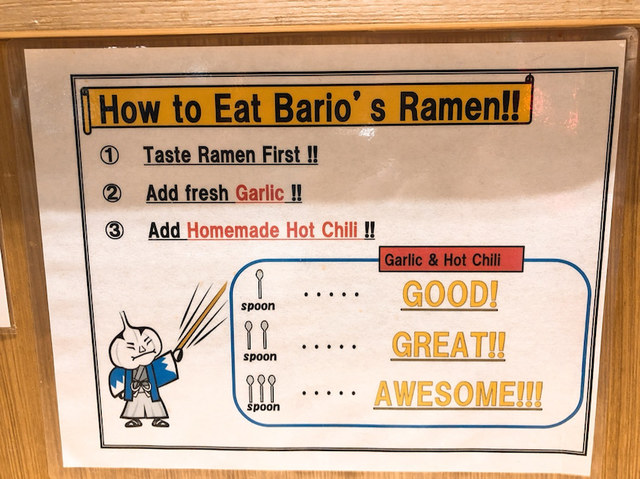 How to Eat Bario's Ramen!!
① Taste Ramen First !!
② Add fresh Garlic !!
③ Add Homemade Hot Chili !!
Garlic & Hot Chili
spoon ····· GOOD!
spoon ····· GREAT!!
spoon ····· AWESOME!!!